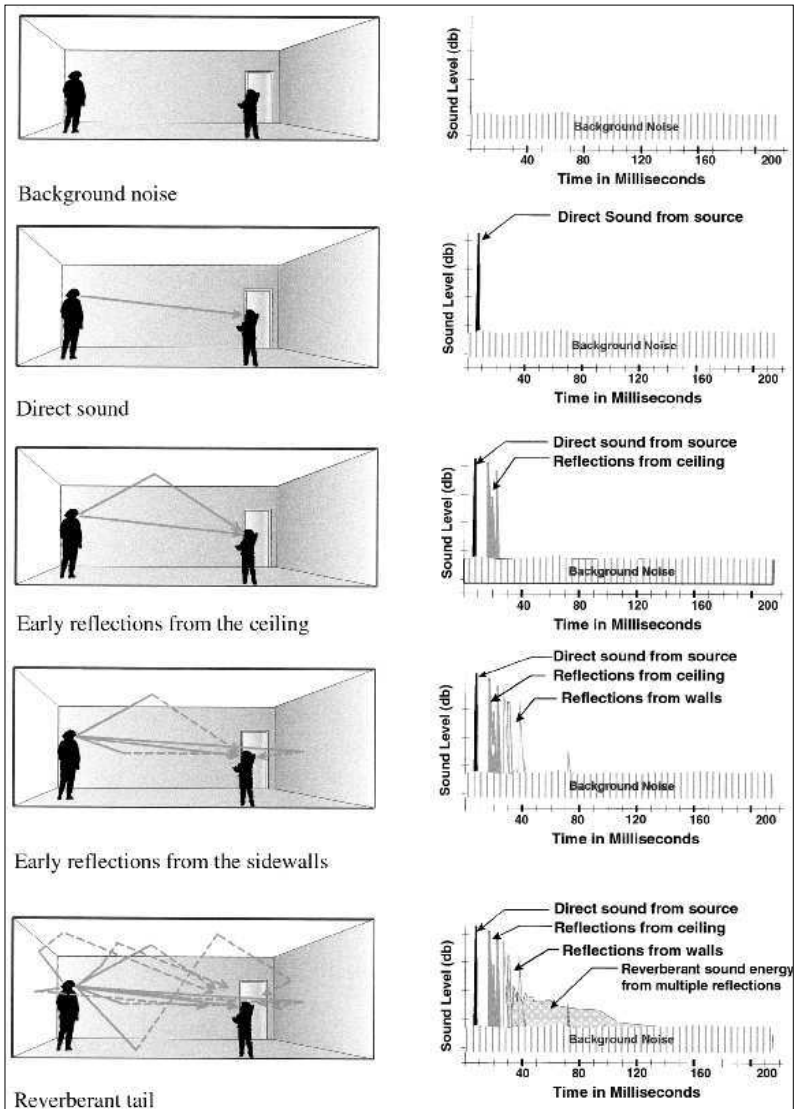 Sound Level (db)
Background Noise
40 80 120 160 200
Time in Milliseconds
Background noise
Direct Sound from source
Sound Level (db)
Background Noise
40 80 120 160 200
Time in Milliseconds
Direct sound
Direct sound from source
Reflections from ceiling
Sound Level (db)
Background Noise
40 80 120 160 200
Time in Milliseconds
Early reflections from the ceiling
Direct sound from source
Reflections from ceiling
Reflections from walls
Sound Level (db)
Background Noise
40 80 120 160 200
Time in Milliseconds
Early reflections from the sidewalls
Direct sound from source
Reflections from ceiling
Reflections from walls
Reverberant sound energy
from multiple reflections
Sound Level (db)
Background Noise
40 80 120 160 200
Time in Milliseconds
Reverberant tail